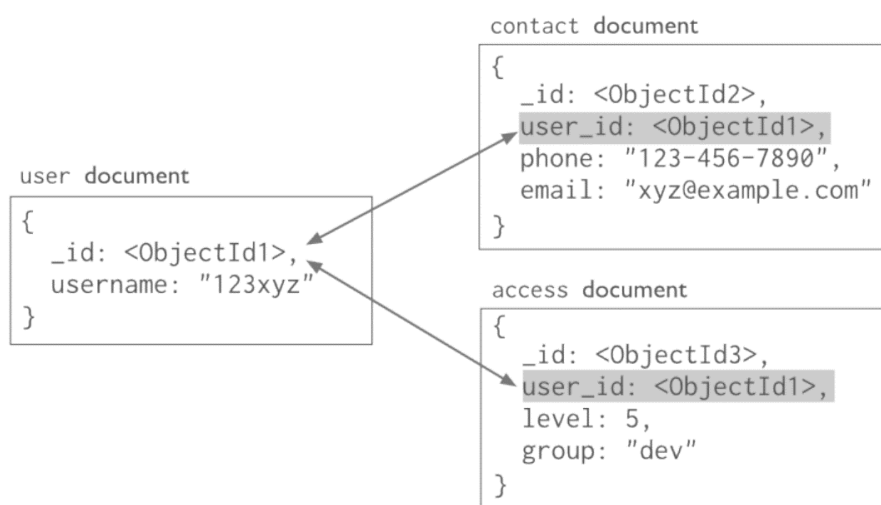 contact document
{
_id: <ObjectId2>,
user_id: <ObjectId1>,
phone: "123-456-7890",
email: "xyz@example.com"
}
user document
{
_id: <ObjectId1>,
username: "123xyz"
}
access document
{
_id: <ObjectId3>,
user_id: <ObjectId1>,
level: 5,
group: "dev"
}